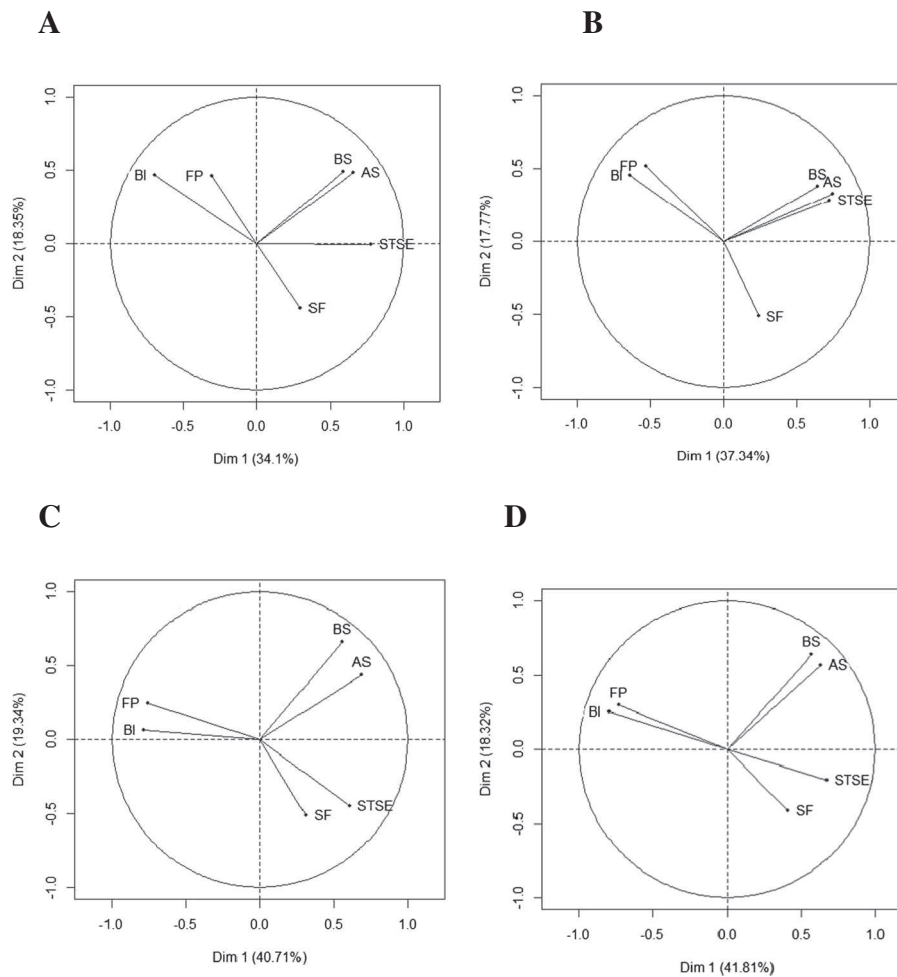 A
B
1.0
0.5
0.0
-0.5
-1.0
Dim 2 (18.35%)
BI
FP
BS
AS
STSE
SF
-1.0
-0.5
0.0
0.5
1.0
Dim 1 (34.1%)
1.0
0.5
0.0
-0.5
-1.0
Dim 2 (17.77%)
FP
BI
BS
AS
STSE
SF
-1.0
-0.5
0.0
0.5
1.0
Dim 1 (37.34%)
C
D
1.0
0.5
0.0
-0.5
-1.0
Dim 2 (19.34%)
BS
AS
FP
BI
STSE
SF
-1.0
-0.5
0.0
0.5
1.0
Dim 1 (40.71%)
1.0
0.5
0.0
-0.5
-1.0
Dim 2 (18.32%)
BS
AS
FP
BI
STSE
SF
-1.0
-0.5
0.0
0.5
1.0
Dim 1 (41.81%)